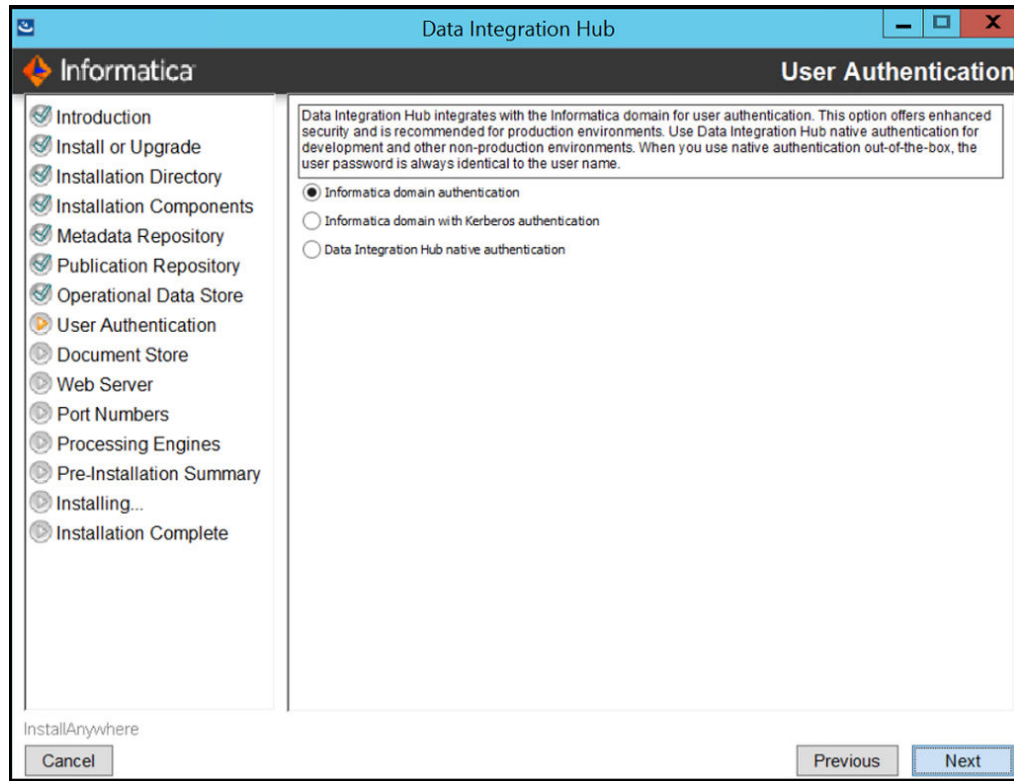 Data Integration Hub
Informatica
User Authentication
Introduction
Install or Upgrade
Installation Directory
Installation Components
Metadata Repository
Publication Repository
Operational Data Store
User Authentication
Document Store
Web Server
Port Numbers
Processing Engines
Pre-Installation Summary
Installing...
Installation Complete
Data Integration Hub integrates with the Informatica domain for user authentication. This option offers enhanced
security and is recommended for production environments. Use Data Integration Hub native authentication for
development and other non-production environments. When you use native authentication out-of-the-box, the
user password is always identical to the user name.
Informatica domain authentication
Informatica domain with Kerberos authentication
Data Integration Hub native authentication
InstallAnywhere
Cancel
Previous
Next